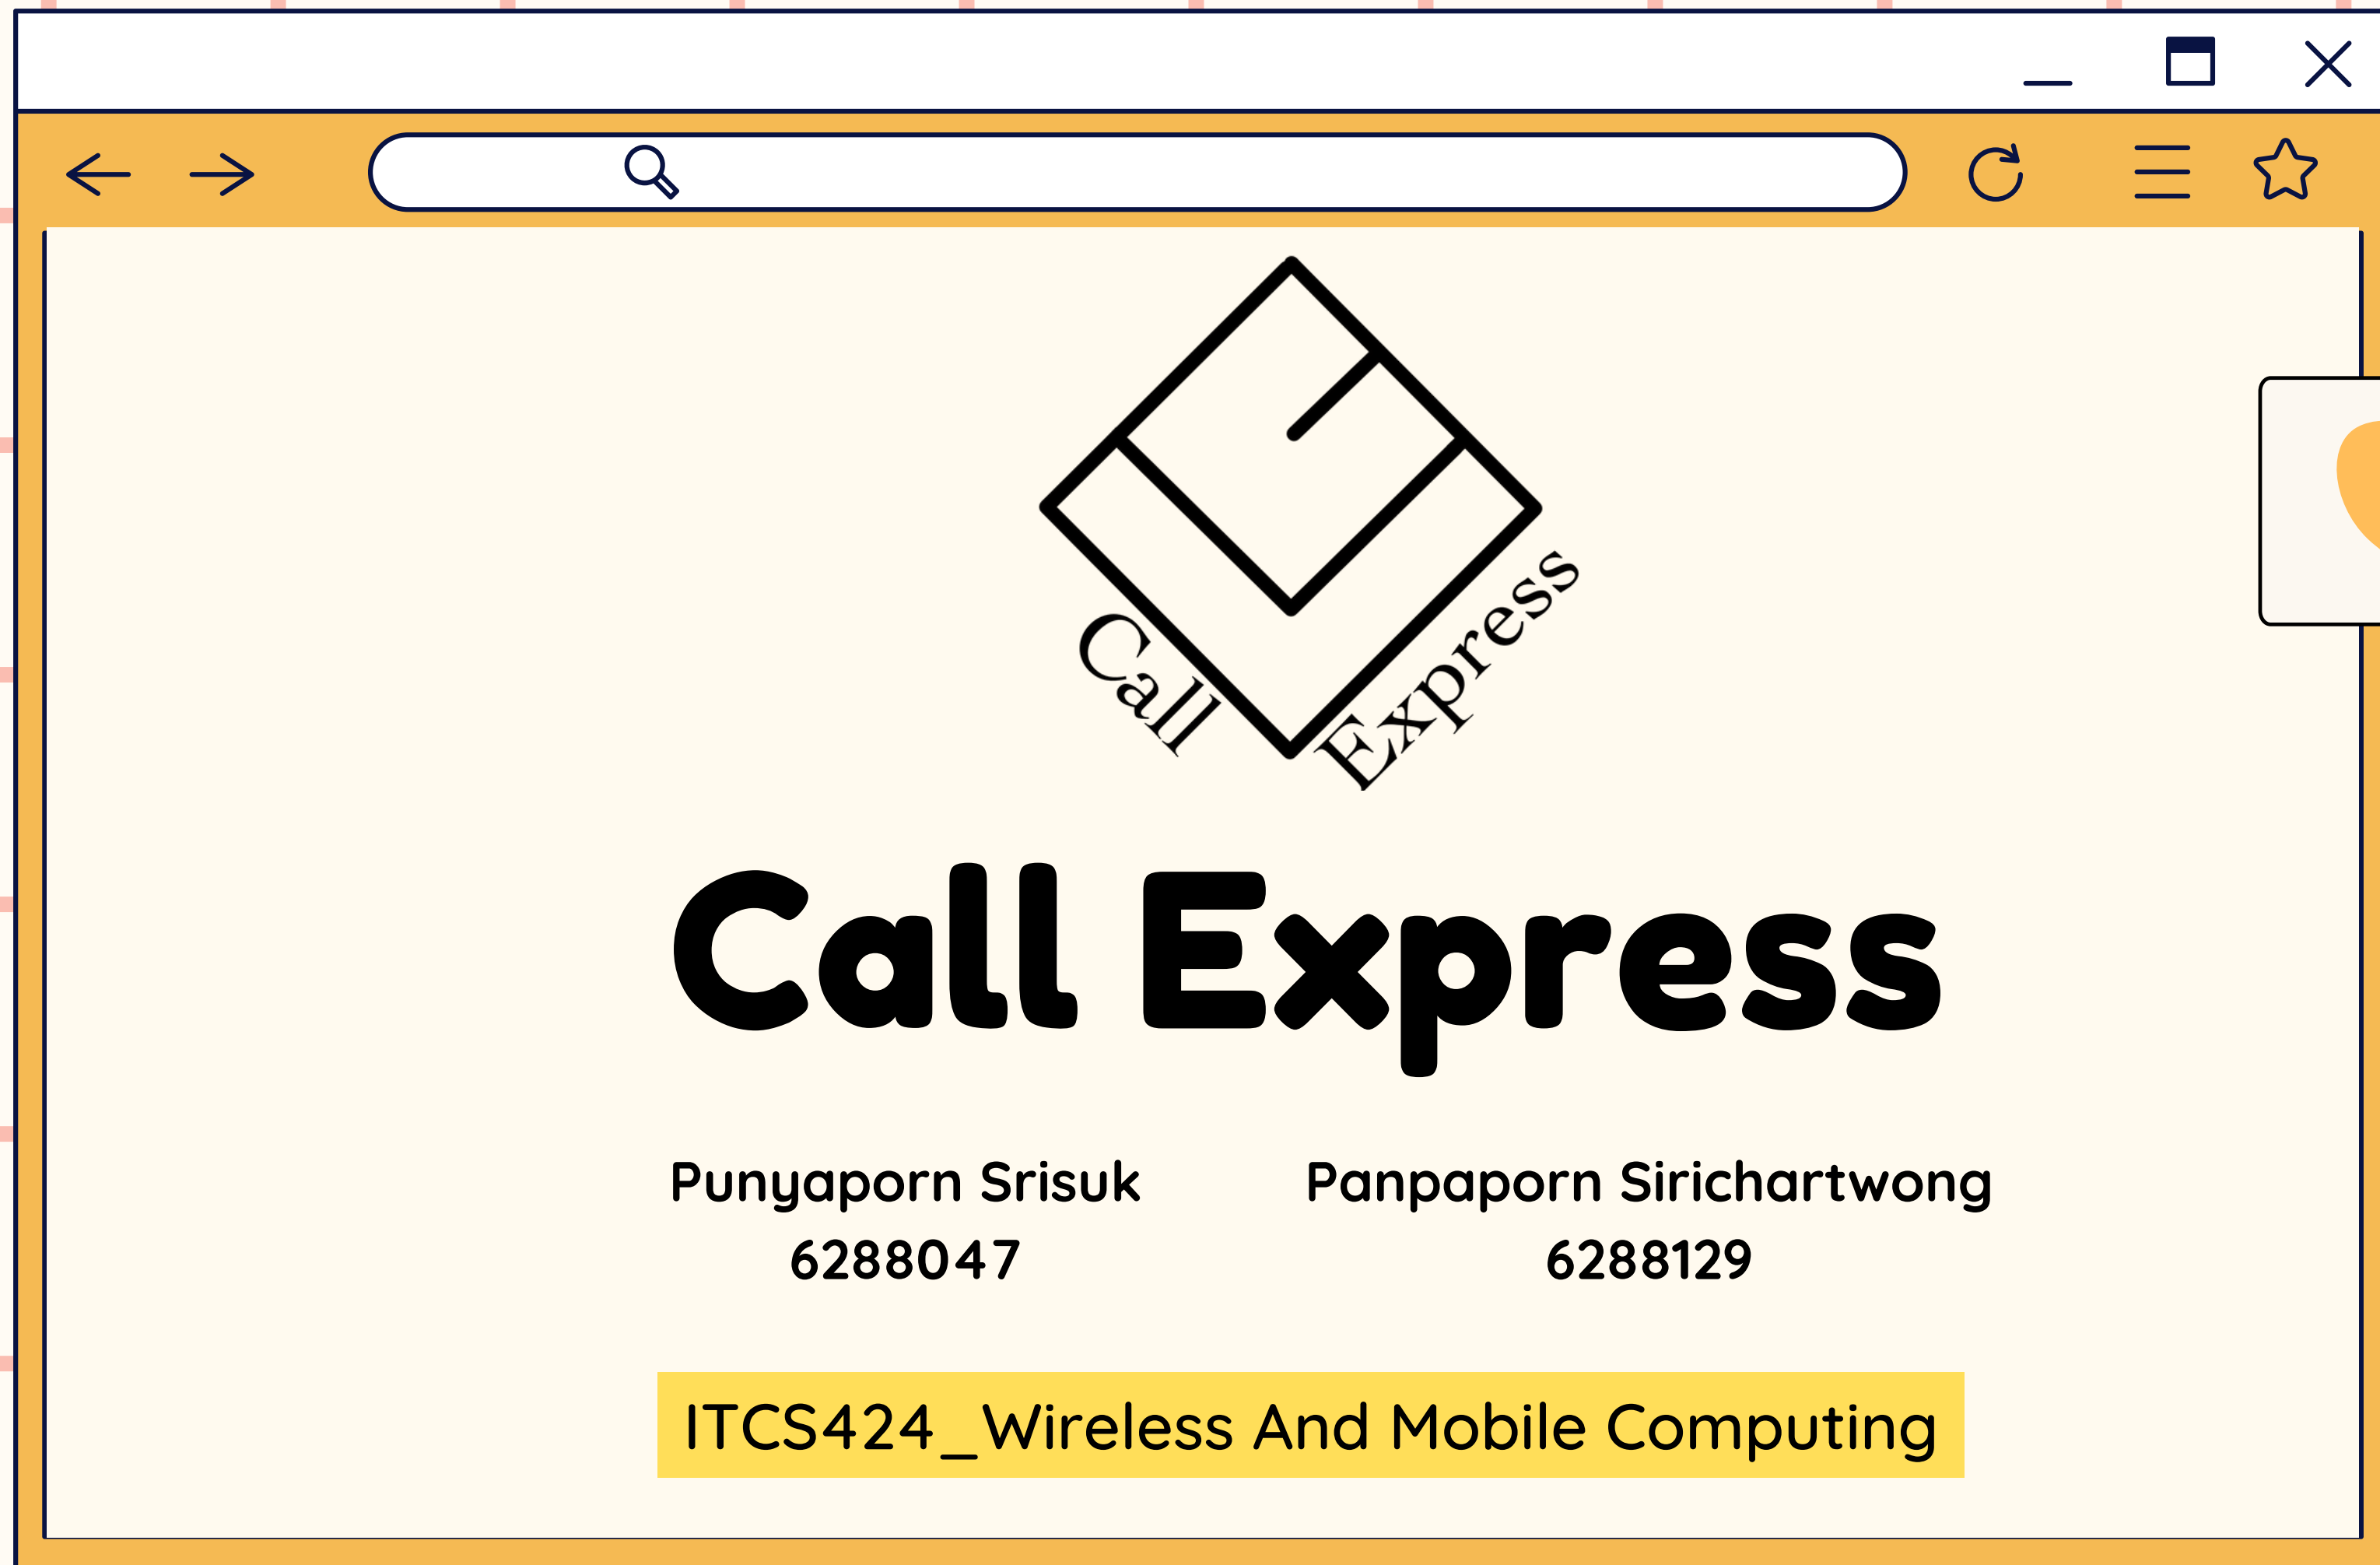 Call
Express
Call Express
Punyaporn Srisuk
6288047
Panpaporn Sirichartwong
6288129
ITCS424_Wireless And Mobile Computing